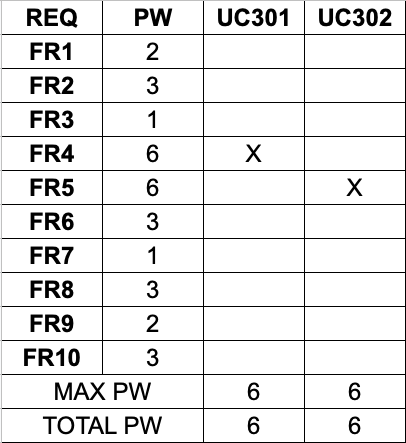 REQ PW UC301 UC302
FR1 2
FR2 3
FR3 1
FR4 6 X
FR5 6 X
FR6 3
FR7 1
FR8 3
FR9 2
FR10 3
MAX PW 6 6
TOTAL PW 6 6